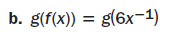 b. g(f(x)) = g(6x−1)